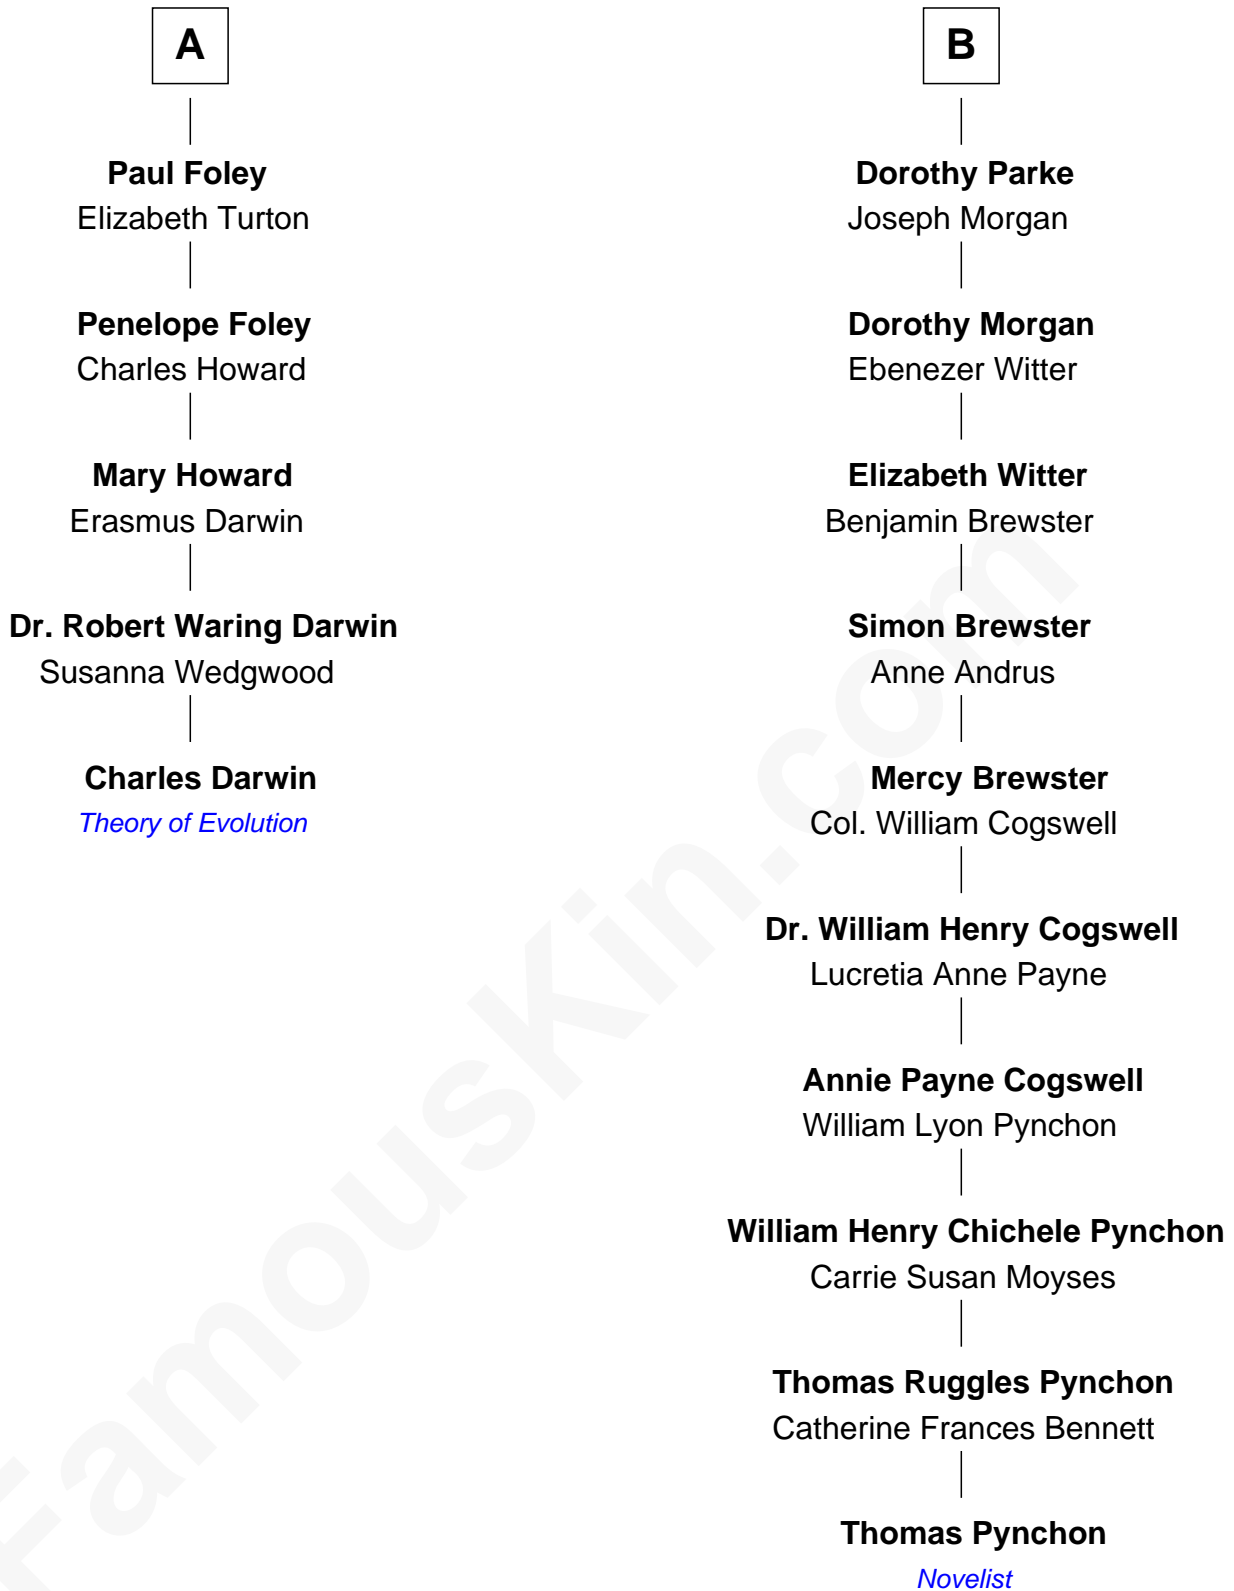 A
Paul Foley
Elizabeth Turton
Penelope Foley
Charles Howard
Mary Howard
Erasmus Darwin
Dr. Robert Waring Darwin
Susanna Wedgwood
Charles Darwin
Theory of Evolution
B
Dorothy Parke
Joseph Morgan
Dorothy Morgan
Ebenezer Witter
Elizabeth Witter
Benjamin Brewster
Simon Brewster
Anne Andrus
Mercy Brewster
Col. William Cogswell
Dr. William Henry Cogswell
Lucretia Anne Payne
Annie Payne Cogswell
William Lyon Pynchon
William Henry Chichele Pynchon
Carrie Susan Moyses
Thomas Ruggles Pynchon
Catherine Frances Bennett
Thomas Pynchon
Novelist
FamousKin.com